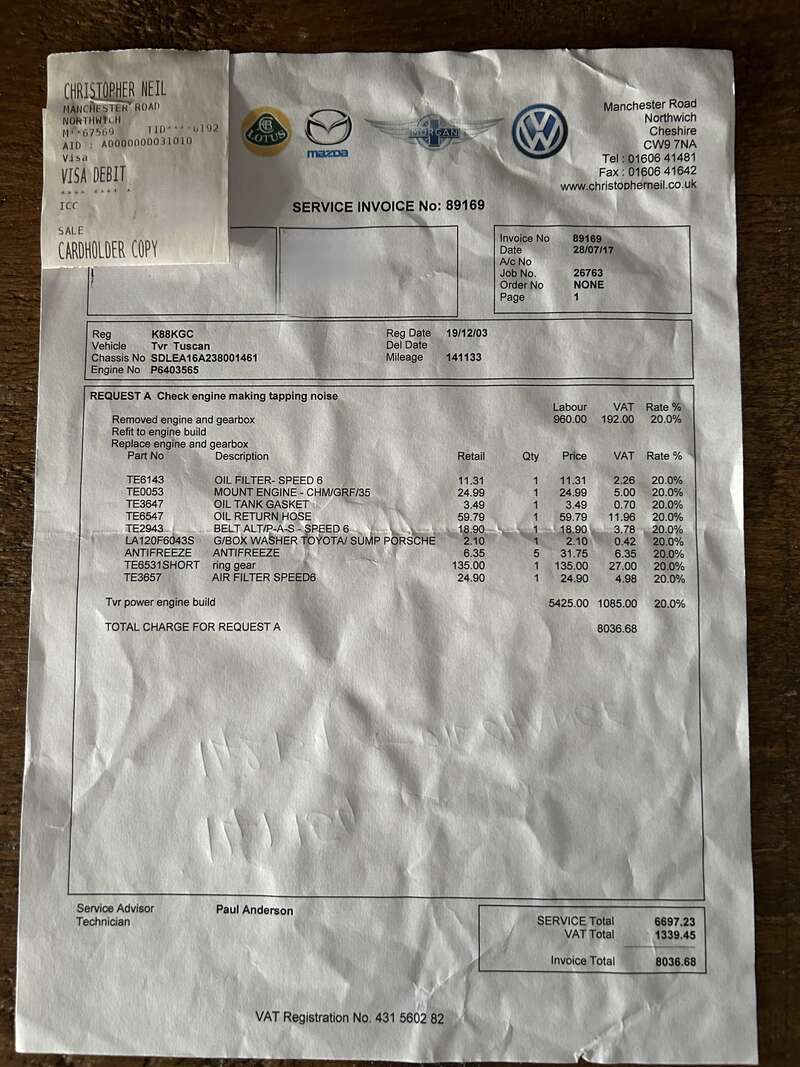 CHRISTOPHER NEIL
MANCHESTER ROAD
NORTHWICH
M**67569 TID****6192
AID : A0000000031010
Visa
VISA DEBIT
**** **** *
ICC
SALE
CARDHOLDER COPY
LOTUS
mazda
MORGAN
Manchester Road
Northwich
Cheshire
CW9 7NA
Tel : 01606 41481
Fax : 01606 41642
www.christopherneil.co.uk
SERVICE INVOICE No: 89169
Invoice No 89169
Date 28/07/17
A/c No
Job No. 26763
Order No NONE
Page 1
Reg K88KGC Reg Date 19/12/03
Vehicle Tvr Tuscan Del Date
Chassis No SDLEA16A238001461 Mileage 141133
Engine No P6403565
REQUEST A Check engine making tapping noise
Labour VAT Rate %
Removed engine and gearbox 960.00 192.00 20.0%
Refit to engine build
Replace engine and gearbox
Part No Description Retail Qty Price VAT Rate %
TE6143 OIL FILTER- SPEED 6 11.31 1 11.31 2.26 20.0%
TE0053 MOUNT ENGINE - CHM/GRF/35 24.99 1 24.99 5.00 20.0%
TE3647 OIL TANK GASKET 3.49 1 3.49 0.70 20.0%
TE6547 OIL RETURN HOSE 59.79 1 59.79 11.96 20.0%
TE2943 BELT ALT/P-A-S - SPEED 6 18.90 1 18.90 3.78 20.0%
LA120F6043S G/BOX WASHER TOYOTA/ SUMP PORSCHE 2.10 1 2.10 0.42 20.0%
ANTIFREEZE ANTIFREEZE 6.35 5 31.75 6.35 20.0%
TE6531SHORT ring gear 135.00 1 135.00 27.00 20.0%
TE3657 AIR FILTER SPEED6 24.90 1 24.90 4.98 20.0%
Tvr power engine build 5425.00 1085.00 20.0%
TOTAL CHARGE FOR REQUEST A 8036.68
Service Advisor Paul Anderson
Technician
SERVICE Total 6697.23
VAT Total 1339.45
Invoice Total 8036.68
VAT Registration No. 431 5602 82